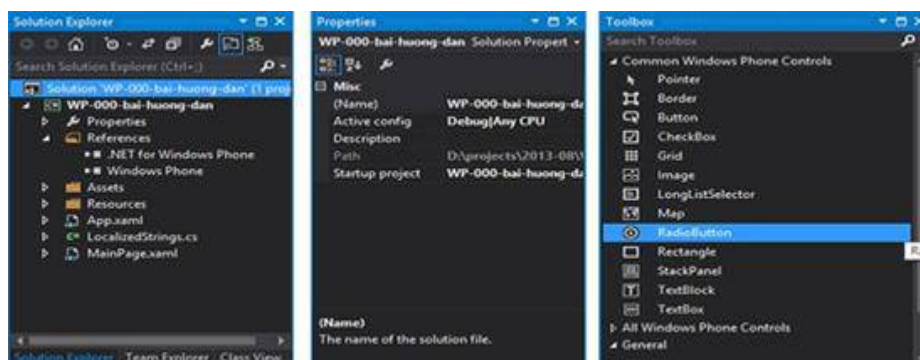 Solution Explorer
Search Solution Explorer (Ctrl+;)
Solution 'WP-000-bai-huong-dan' (1 proj
WP-000-bai-huong-dan
Properties
References
.NET for Windows Phone
Windows Phone
Assets
Resources
App.xaml
LocalizedStrings.cs
MainPage.xaml
Solution Explorer Team Explorer Class View
Properties
WP-000-bai-huong-dan Solution Propert
Misc
(Name) WP-000-bai-huong-da
Active config Debug|Any CPU
Description
Path D:\projects\2013-08\
Startup project WP-000-bai-huong-da
(Name)
The name of the solution file.
Toolbox
Search Toolbox
Common Windows Phone Controls
Pointer
Border
Button
CheckBox
Grid
Image
LongListSelector
Map
RadioButton
Rectangle
StackPanel
TextBlock
TextBox
All Windows Phone Controls
General